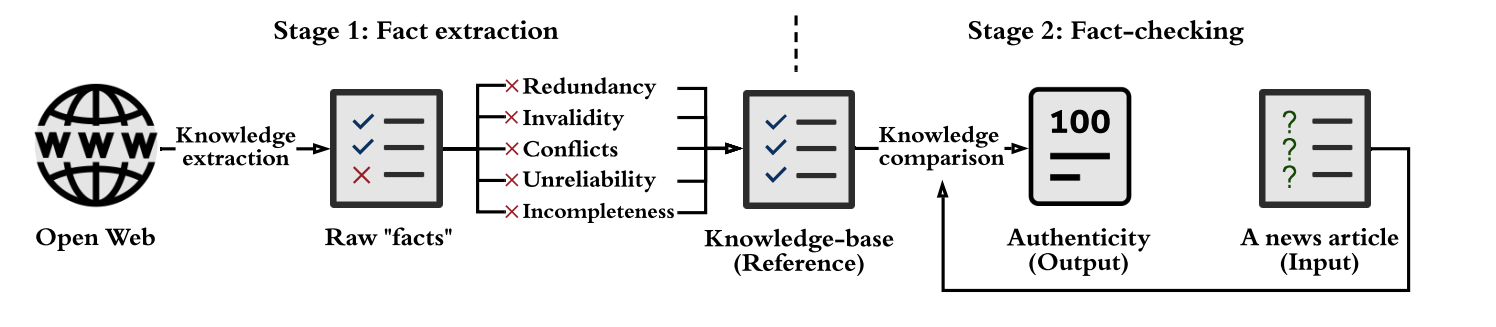 Stage 1: Fact extraction
Stage 2: Fact-checking
WWW
Open Web
Knowledge
extraction
Raw "facts"
Redundancy
Invalidity
Conflicts
Unreliability
Incompleteness
Knowledge-base
(Reference)
Knowledge
comparison
100
Authenticity
(Output)
? 
? 
? 
A news article
(Input)